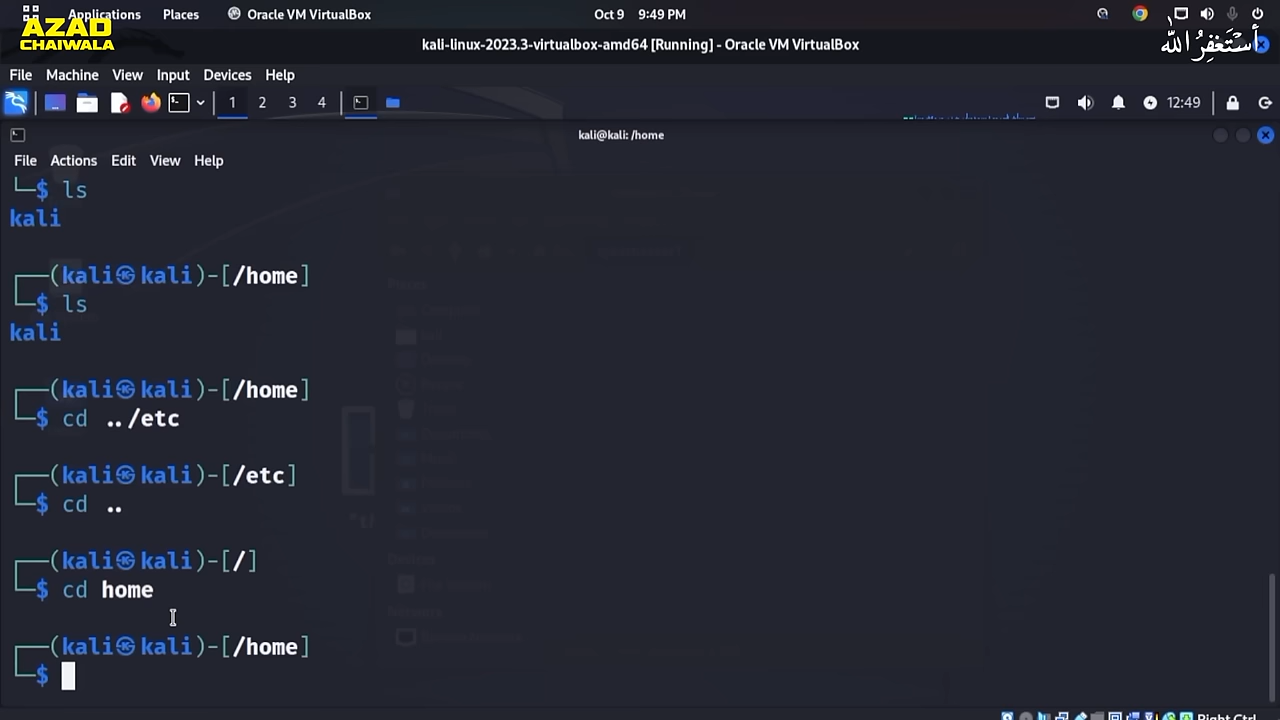 Applications Places Oracle VM VirtualBox Oct 9 9:49 PM
AZAD
CHAIWALA
أستغفر الله
kali-linux-2023.3-virtualbox-amd64 [Running] - Oracle VM VirtualBox
File Machine View Input Devices Help
1 2 3 4 12:49
kali@kali: /home
File Actions Edit View Help
└─$ ls
kali
┌──(kali㉿kali)-[/home]
└─$ ls
kali
┌──(kali㉿kali)-[/home]
└─$ cd ../etc
┌──(kali㉿kali)-[/etc]
└─$ cd ..
┌──(kali㉿kali)-[/]
└─$ cd home
┌──(kali㉿kali)-[/home]
└─$
Right Ctrl